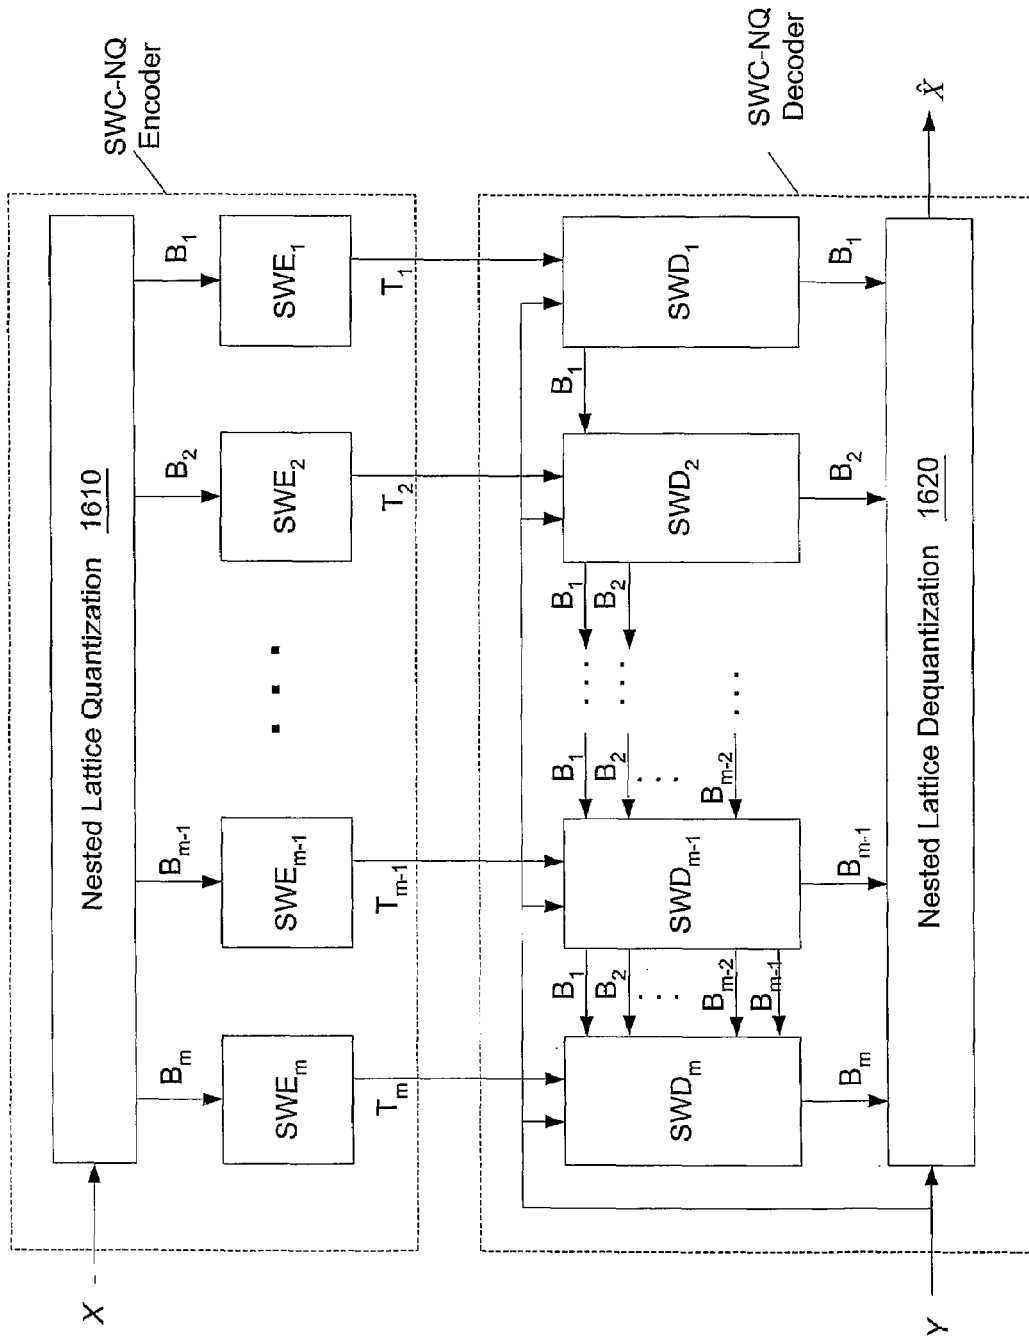 SWC-NQ
Encoder
X
Nested Lattice Quantization 1610
Bₘ
Bₘ₋₁
B₂
B₁
SWEₘ
SWEₘ₋₁
. . .
SWE₂
SWE₁
Tₘ
Tₘ₋₁
T₂
T₁
SWC-NQ
Decoder
SWDₘ
B₁
B₂
. . .
Bₘ₋₂
Bₘ₋₁
SWDₘ₋₁
B₁
B₂
. . .
Bₘ₋₂
. . .
. . .
. . .
B₁
B₂
SWD₂
B₁
SWD₁
Bₘ
Bₘ₋₁
B₂
B₁
Y
Nested Lattice Dequantization 1620
X̂